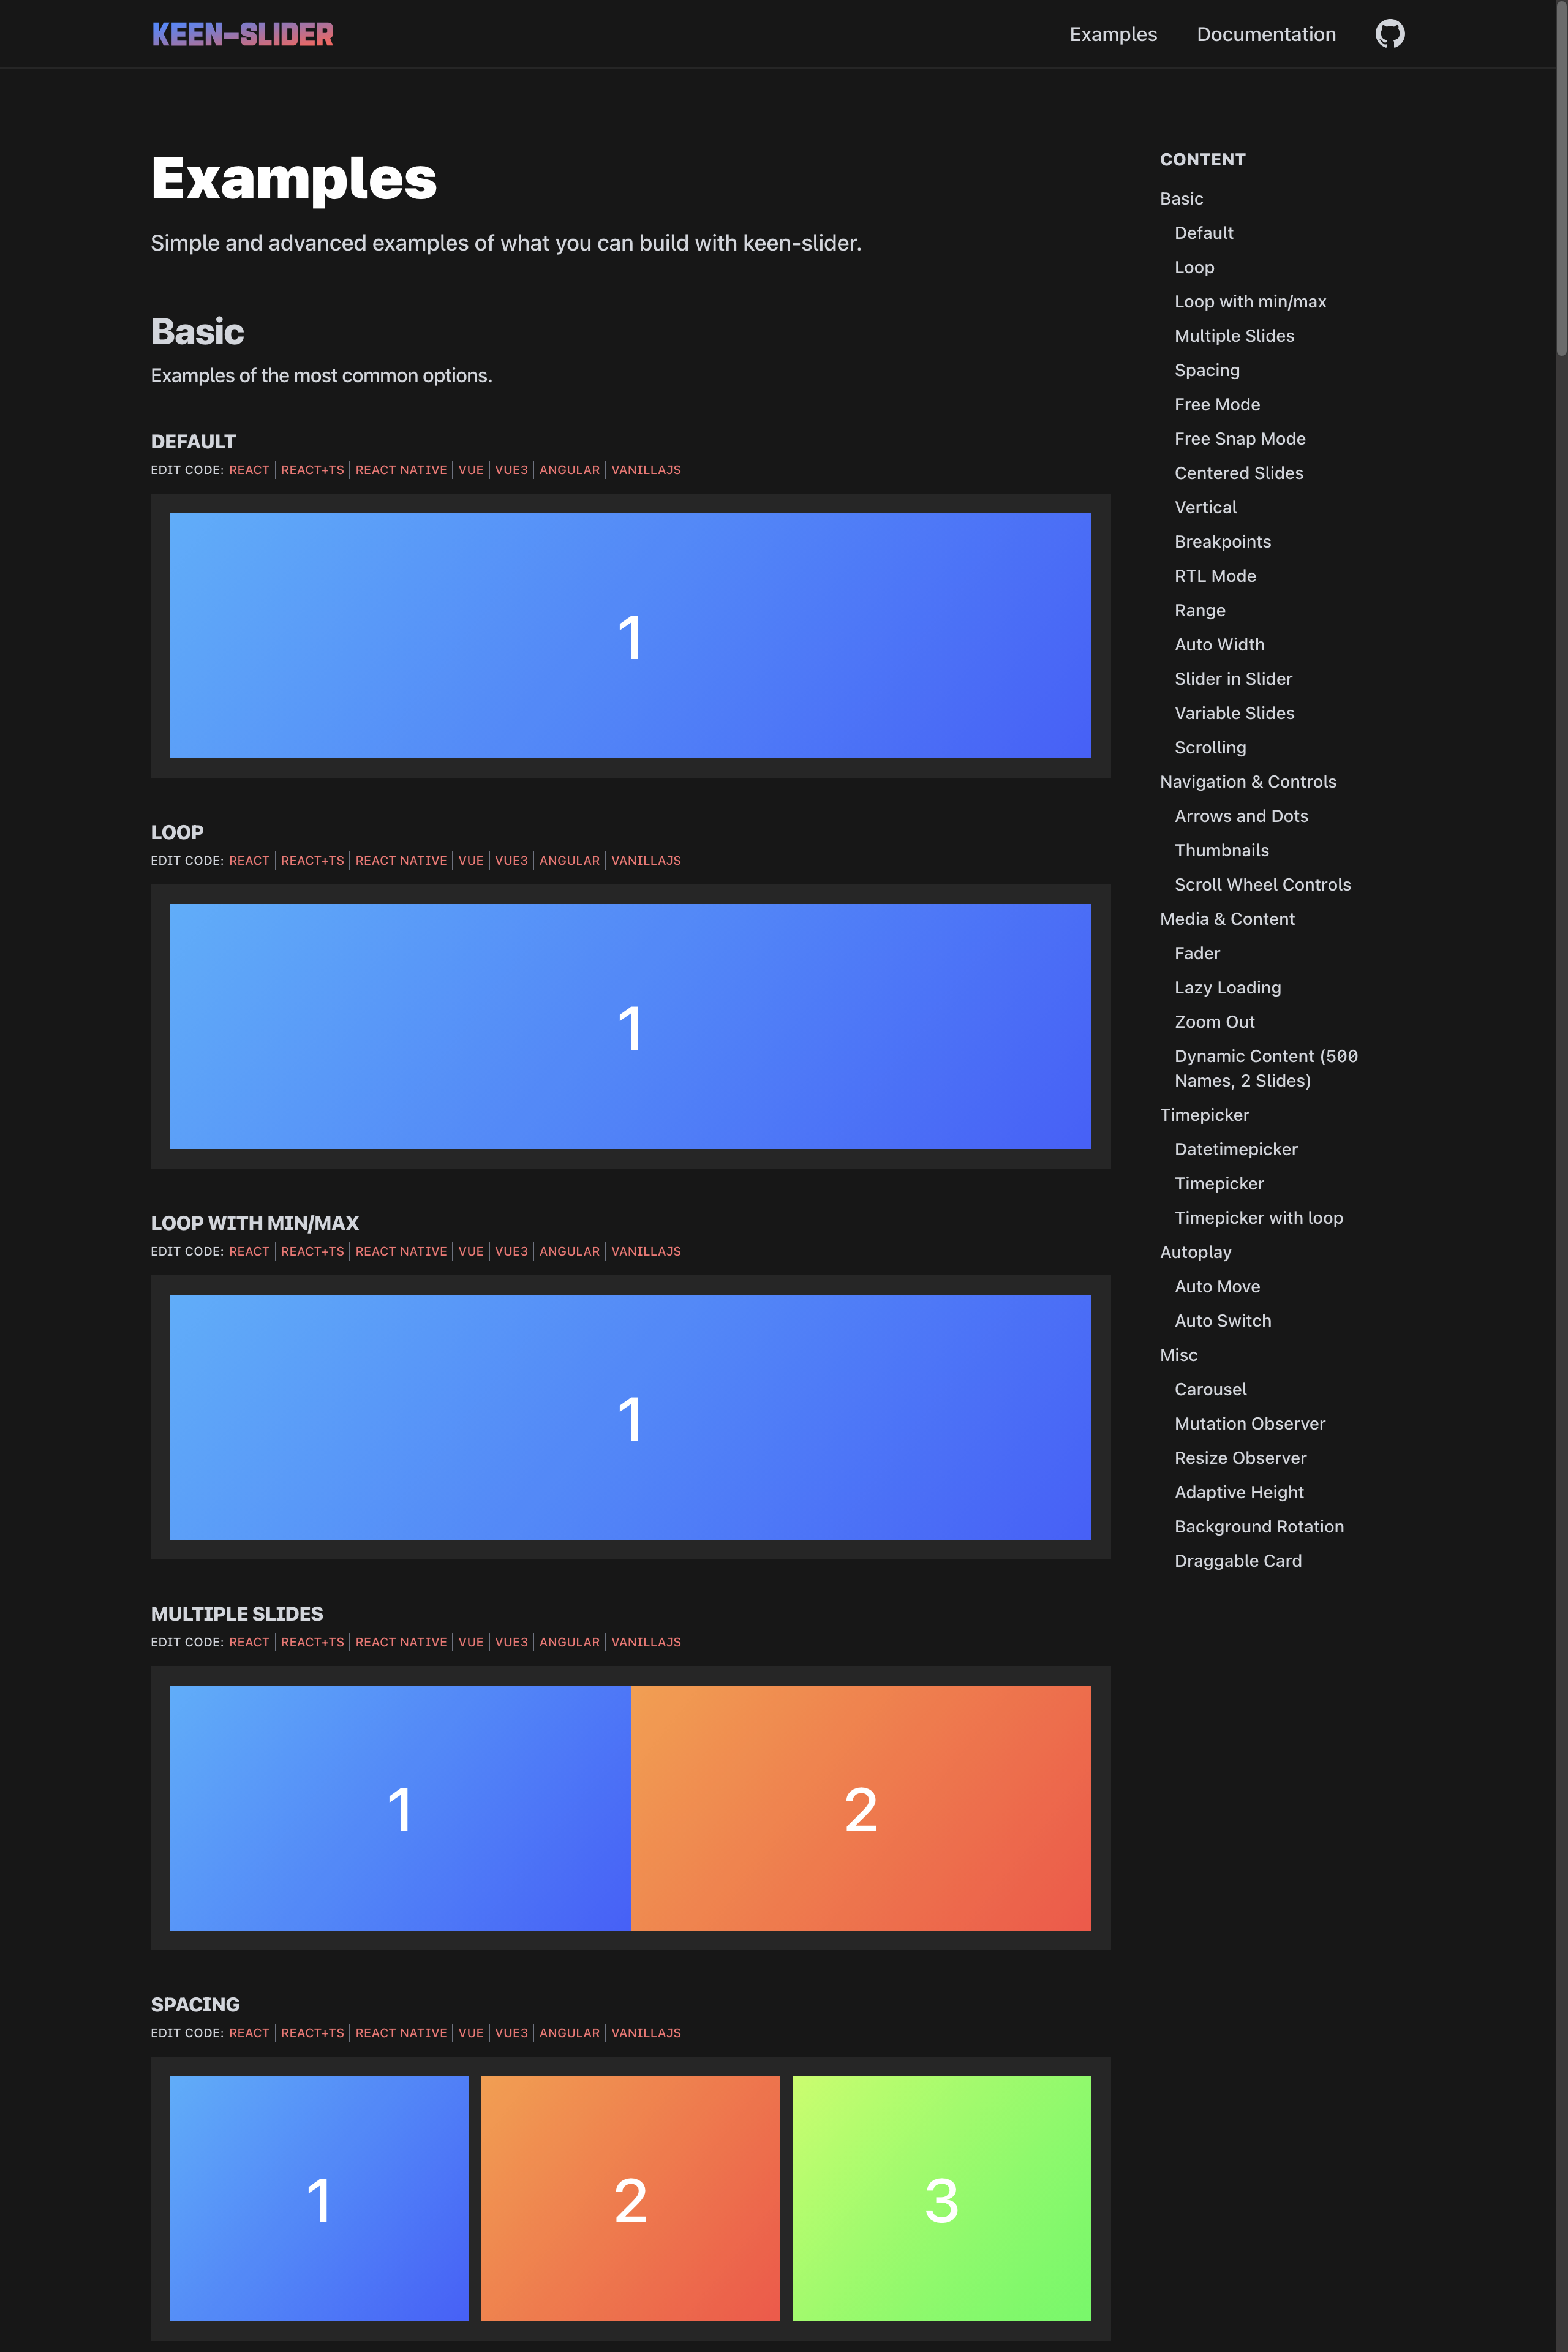 KEEN-SLIDER
Examples
Documentation
Examples
Simple and advanced examples of what you can build with keen-slider.
Basic
Examples of the most common options.
DEFAULT
EDIT CODE: REACT | REACT+TS | REACT NATIVE | VUE | VUE3 | ANGULAR | VANILLAJS
1
LOOP
EDIT CODE: REACT | REACT+TS | REACT NATIVE | VUE | VUE3 | ANGULAR | VANILLAJS
1
LOOP WITH MIN/MAX
EDIT CODE: REACT | REACT+TS | REACT NATIVE | VUE | VUE3 | ANGULAR | VANILLAJS
1
MULTIPLE SLIDES
EDIT CODE: REACT | REACT+TS | REACT NATIVE | VUE | VUE3 | ANGULAR | VANILLAJS
1
2
SPACING
EDIT CODE: REACT | REACT+TS | REACT NATIVE | VUE | VUE3 | ANGULAR | VANILLAJS
1
2
3
CONTENT
Basic
Default
Loop
Loop with min/max
Multiple Slides
Spacing
Free Mode
Free Snap Mode
Centered Slides
Vertical
Breakpoints
RTL Mode
Range
Auto Width
Slider in Slider
Variable Slides
Scrolling
Navigation & Controls
Arrows and Dots
Thumbnails
Scroll Wheel Controls
Media & Content
Fader
Lazy Loading
Zoom Out
Dynamic Content (500
Names, 2 Slides)
Timepicker
Datetimepicker
Timepicker
Timepicker with loop
Autoplay
Auto Move
Auto Switch
Misc
Carousel
Mutation Observer
Resize Observer
Adaptive Height
Background Rotation
Draggable Card